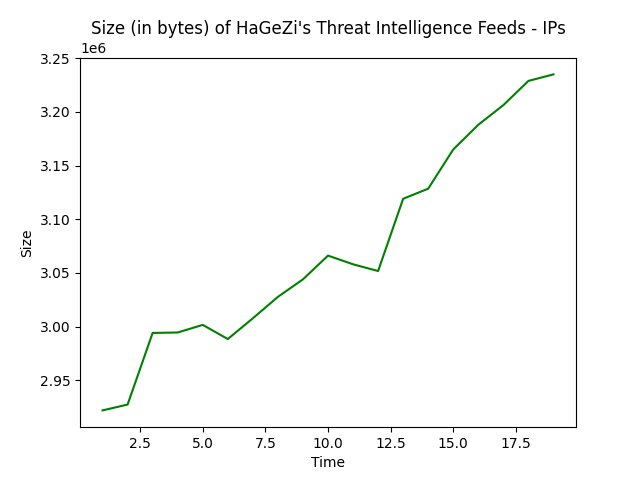 Size (in bytes) of HaGeZi's Threat Intelligence Feeds - IPs
1e6
3.25
3.20
3.15
3.10
3.05
3.00
2.95
Size
2.5 5.0 7.5 10.0 12.5 15.0 17.5
Time